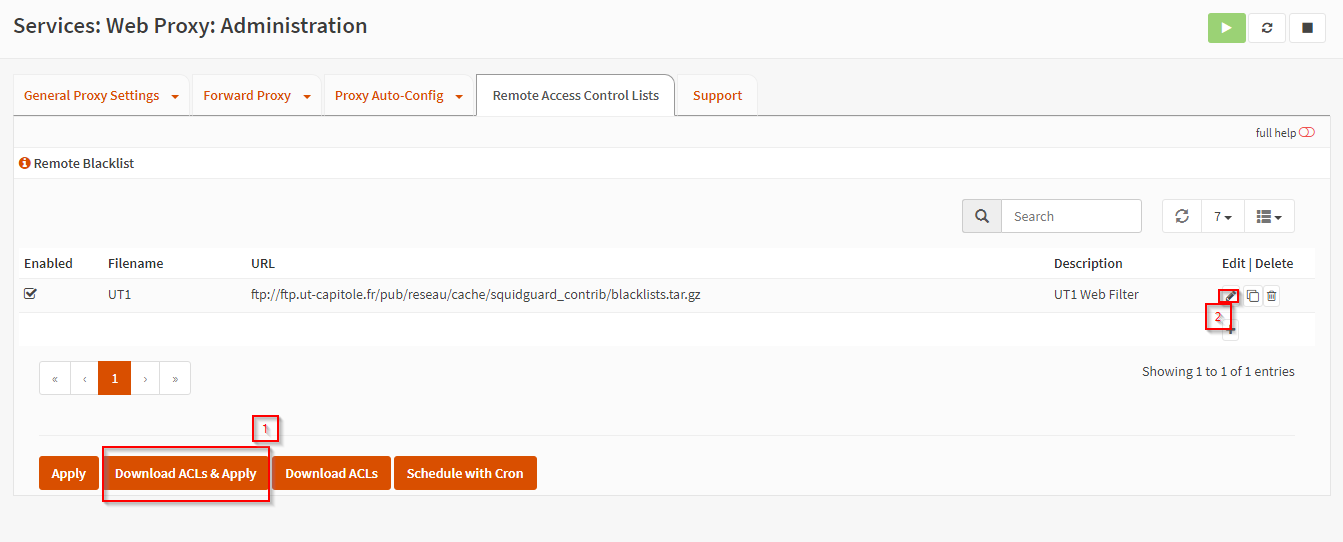 Services: Web Proxy: Administration
General Proxy Settings Forward Proxy Proxy Auto-Config Remote Access Control Lists Support
full help
Remote Blacklist
Search 7
Enabled Filename URL Description Edit | Delete
UT1 ftp://ftp.ut-capitole.fr/pub/reseau/cache/squidguard_contrib/blacklists.tar.gz UT1 Web Filter
2
« ‹ 1 › »
Showing 1 to 1 of 1 entries
1
Apply Download ACLs & Apply Download ACLs Schedule with Cron